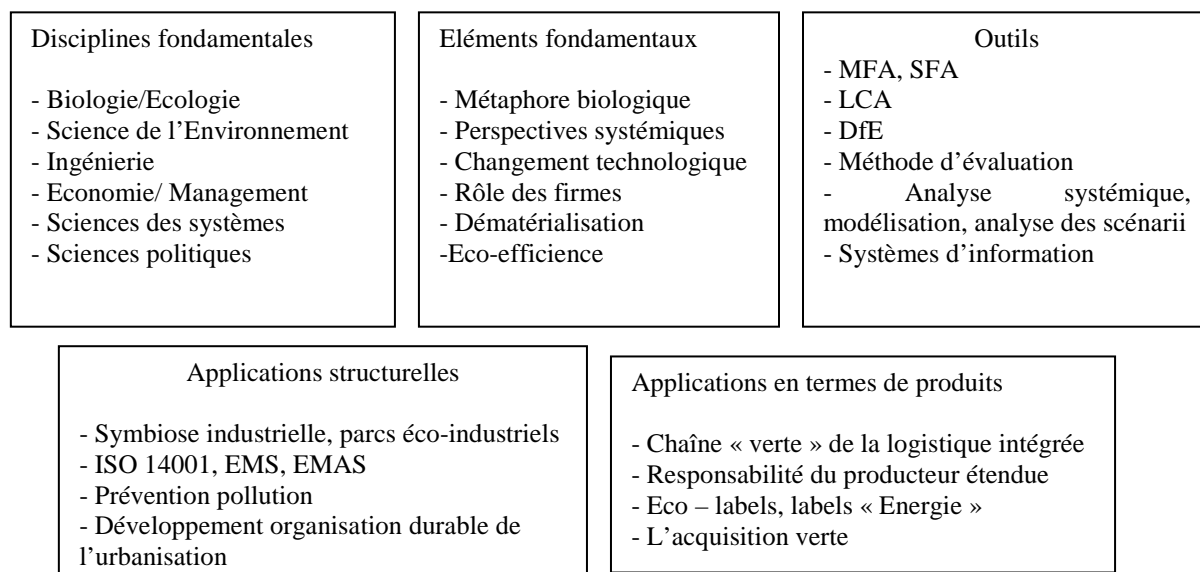 Disciplines fondamentales
- Biologie/Ecologie
- Science de l’Environnement
- Ingénierie
- Economie/ Management
- Sciences des systèmes
- Sciences politiques
Eléments fondamentaux
- Métaphore biologique
- Perspectives systémiques
- Changement technologique
- Rôle des firmes
- Dématérialisation
-Eco-efficience
Outils
- MFA, SFA
- LCA
- DfE
- Méthode d’évaluation
- Analyse systémique,
modélisation, analyse des scénarii
- Systèmes d’information
Applications structurelles
- Symbiose industrielle, parcs éco-industriels
- ISO 14001, EMS, EMAS
- Prévention pollution
- Développement organisation durable de
l’urbanisation
Applications en termes de produits
- Chaîne « verte » de la logistique intégrée
- Responsabilité du producteur étendue
- Eco – labels, labels « Energie »
- L’acquisition verte